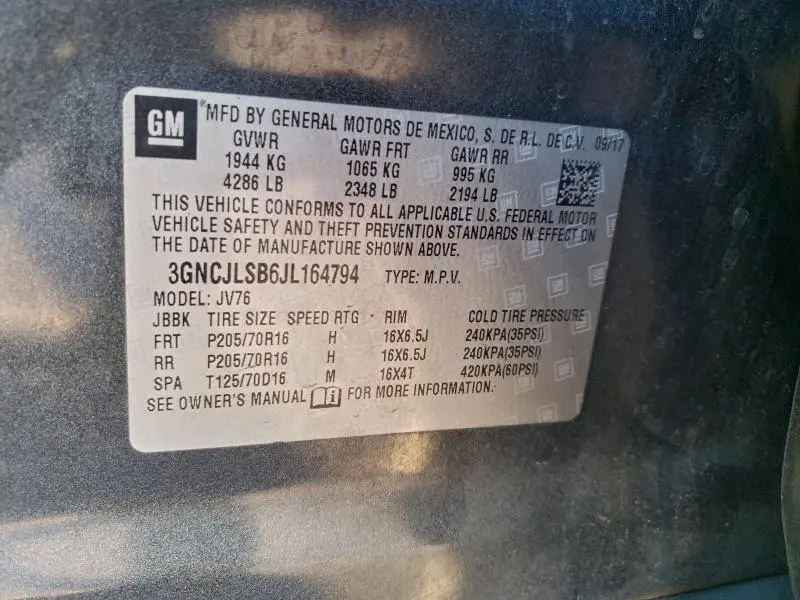 GM
®MFD BY GENERAL MOTORS DE MEXICO, S. DE R.L. DE C.V. 09/17
GVWR GAWR FRT GAWR RR
1944 KG 1065 KG 995 KG
4286 LB 2348 LB 2194 LB
THIS VEHICLE CONFORMS TO ALL APPLICABLE U.S. FEDERAL MOTOR
VEHICLE SAFETY AND THEFT PREVENTION STANDARDS IN EFFECT ON
THE DATE OF MANUFACTURE SHOWN ABOVE.
3GNCJLSB6JL164794 TYPE: M.P.V.
MODEL: JV76
JBBK TIRE SIZE SPEED RTG · RIM COLD TIRE PRESSURE
FRT P205/70R16 H 16X6.5J 240KPA(35PSI)
RR P205/70R16 H 16X6.5J 240KPA(35PSI)
SPA T125/70D16 M 16X4T 420KPA(60PSI)
SEE OWNER'S MANUAL i FOR MORE INFORMATION.